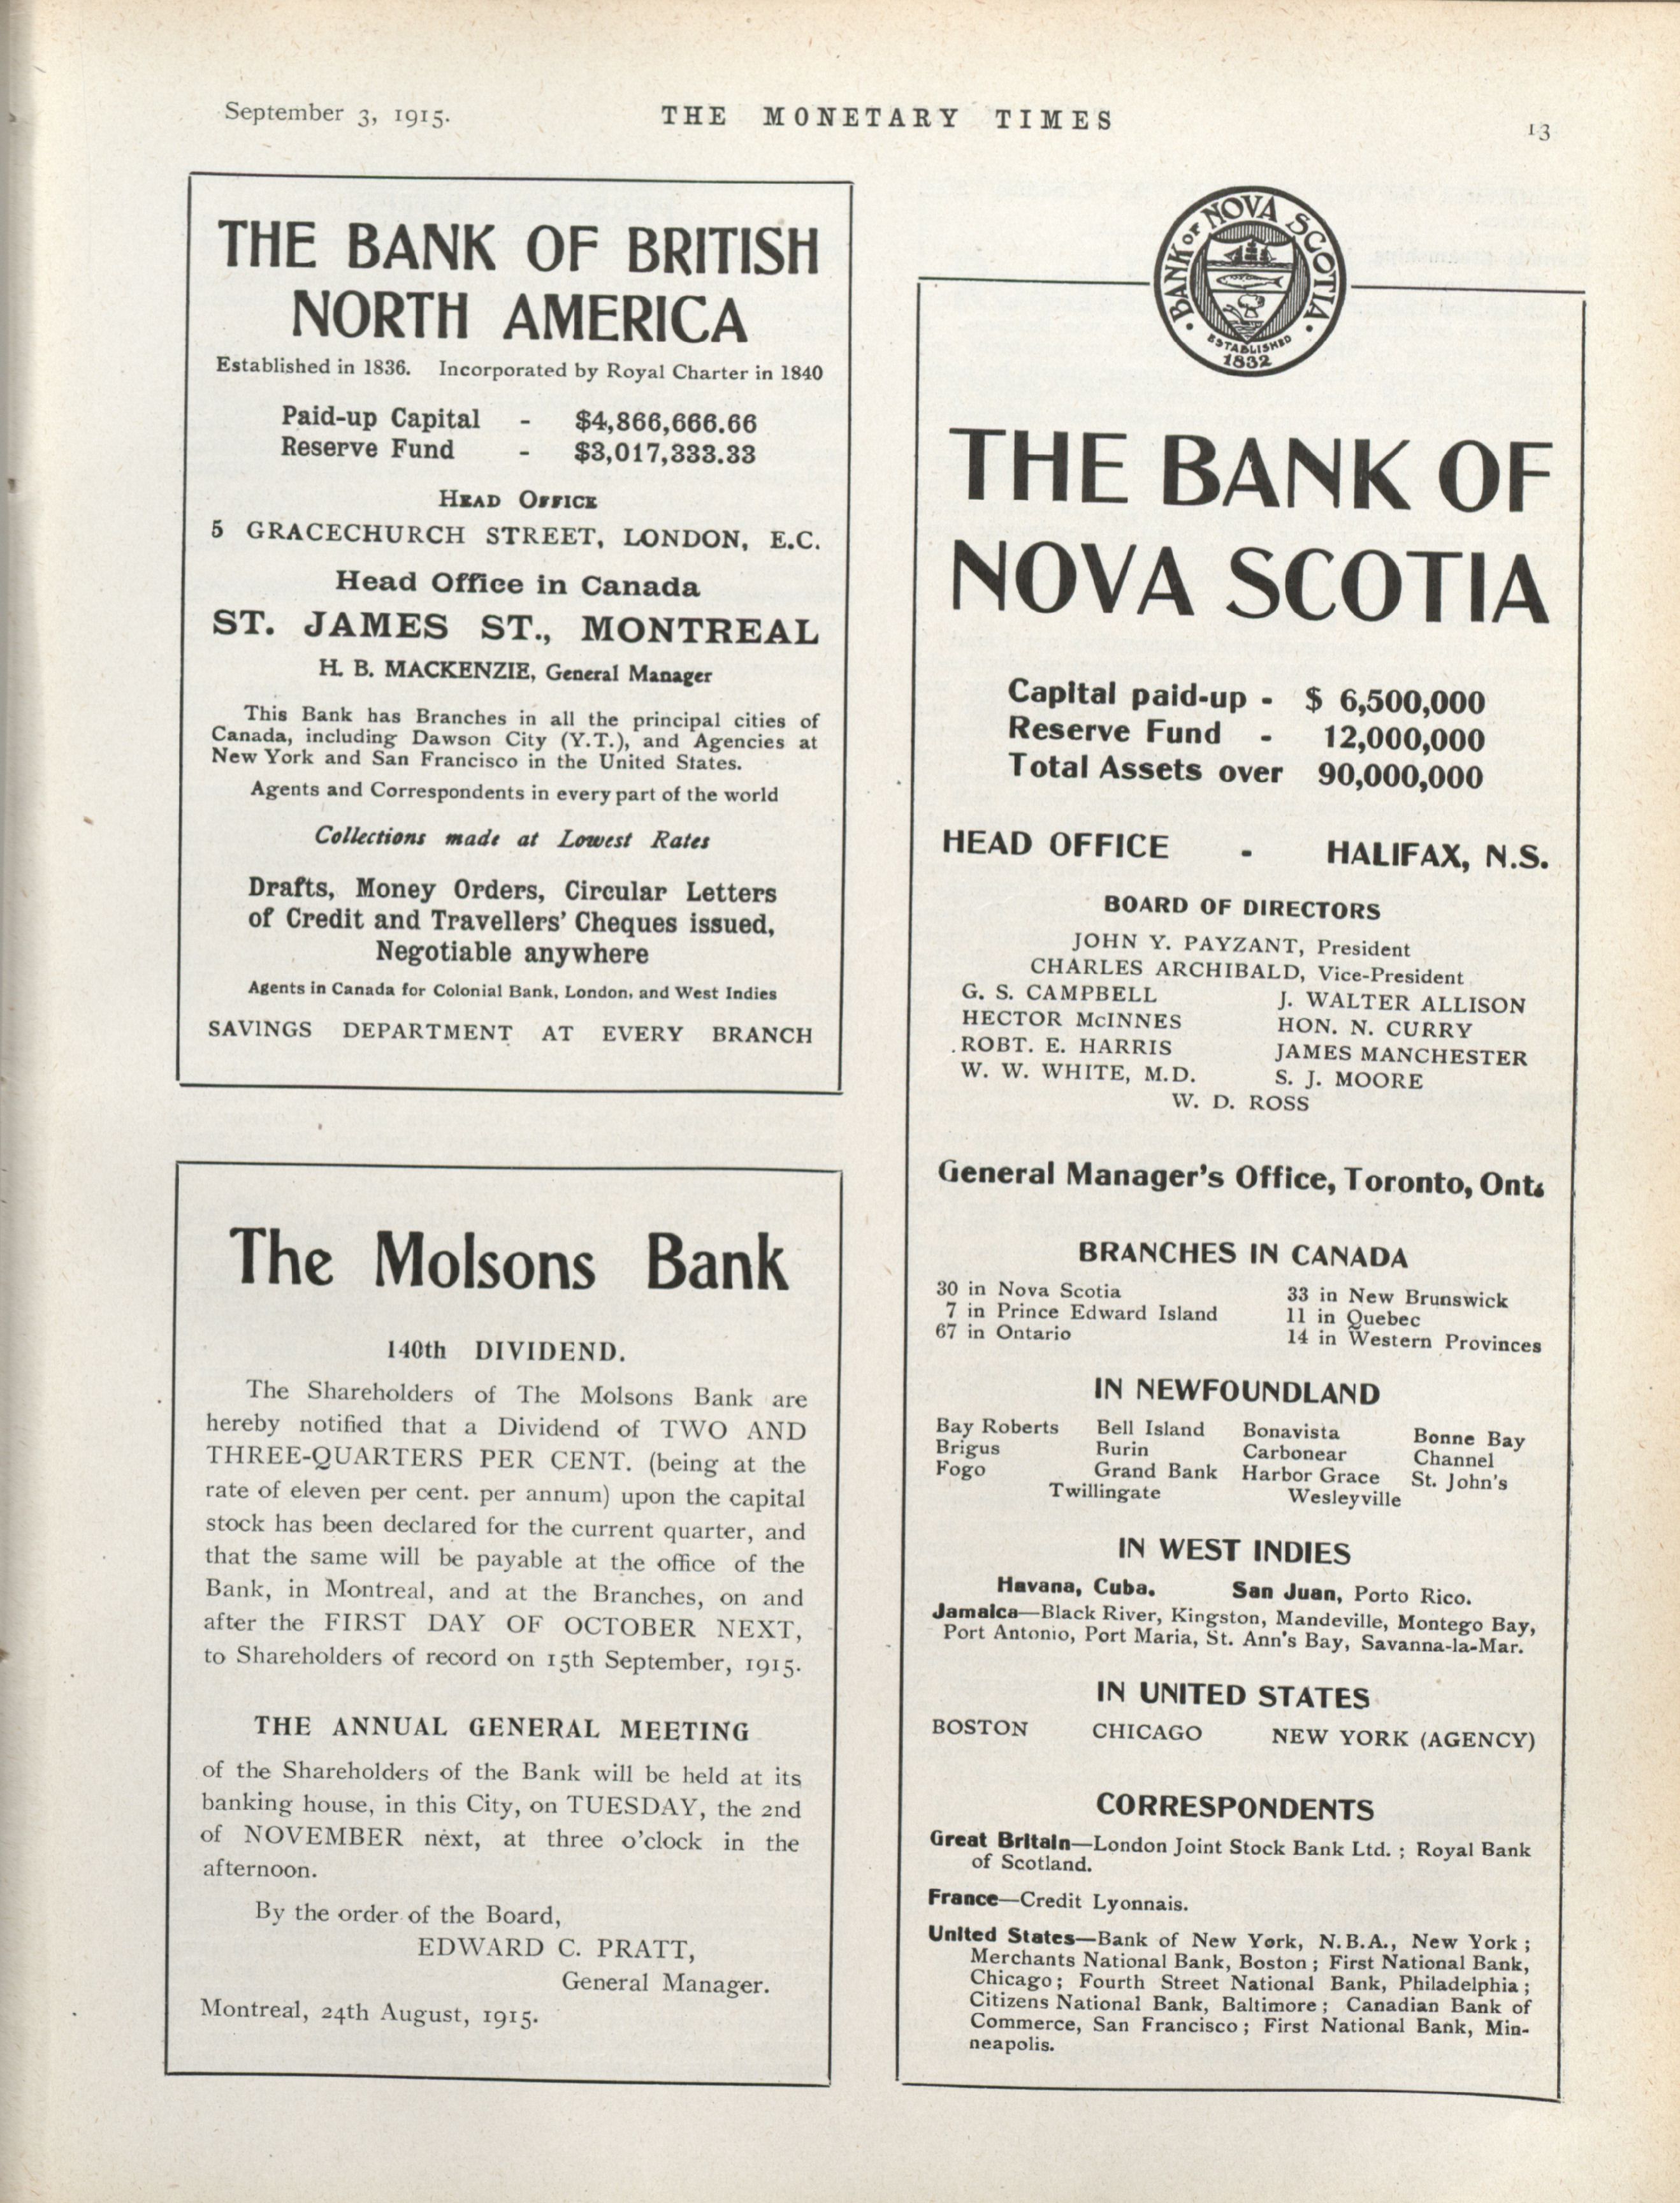 September 3, 1915.
THE MONETARY TIMES
13
THE BANK OF BRITISH
NORTH AMERICA
Established in 1836. Incorporated by Royal Charter in 1840
Paid-up Capital - $4,866,666.66
Reserve Fund - $3,017,333.33
HEAD OFFICE
5 GRACECHURCH STREET, LONDON, E.C.
Head Office in Canada
ST. JAMES ST., MONTREAL
H. B. MACKENZIE, General Manager
This Bank has Branches in all the principal cities of
Canada, including Dawson City (Y.T.), and Agencies at
New York and San Francisco in the United States.
Agents and Correspondents in every part of the world
Collections made at Lowest Rates
Drafts, Money Orders, Circular Letters
of Credit and Travellers' Cheques issued,
Negotiable anywhere
Agents in Canada for Colonial Bank, London, and West Indies
SAVINGS DEPARTMENT AT EVERY BRANCH
The Molsons Bank
140th DIVIDEND.
The Shareholders of The Molsons Bank are
hereby notified that a Dividend of TWO AND
THREE-QUARTERS PER CENT. (being at the
rate of eleven per cent. per annum) upon the capital
stock has been declared for the current quarter, and
that the same will be payable at the office of the
Bank, in Montreal, and at the Branches, on and
after the FIRST DAY OF OCTOBER NEXT,
to Shareholders of record on 15th September, 1915.
THE ANNUAL GENERAL MEETING
of the Shareholders of the Bank will be held at its
banking house, in this City, on TUESDAY, the 2nd
of NOVEMBER next, at three o'clock in the
afternoon.
By the order of the Board,
EDWARD C. PRATT,
General Manager.
Montreal, 24th August, 1915.
BANK OF NOVA SCOTIA
ESTABLISHED
1832
THE BANK OF
NOVA SCOTIA
Capital paid-up - $ 6,500,000
Reserve Fund - 12,000,000
Total Assets over 90,000,000
HEAD OFFICE - HALIFAX, N.S.
BOARD OF DIRECTORS
JOHN Y. PAYZANT, President
CHARLES ARCHIBALD, Vice-President
G. S. CAMPBELL J. WALTER ALLISON
HECTOR McINNES HON. N. CURRY
ROBT. E. HARRIS JAMES MANCHESTER
W. W. WHITE, M.D. S. J. MOORE
W. D. ROSS
General Manager's Office, Toronto, Ont.
BRANCHES IN CANADA
30 in Nova Scotia 33 in New Brunswick
7 in Prince Edward Island 11 in Quebec
67 in Ontario 14 in Western Provinces
IN NEWFOUNDLAND
Bay Roberts Bell Island Bonavista Bonne Bay
Brigus Burin Carbonear Channel
Fogo Grand Bank Harbor Grace St. John's
Twillingate Wesleyville
IN WEST INDIES
Havana, Cuba. San Juan, Porto Rico.
Jamaica—Black River, Kingston, Mandeville, Montego Bay,
Port Antonio, Port Maria, St. Ann's Bay, Savanna-la-Mar.
IN UNITED STATES
BOSTON CHICAGO NEW YORK (AGENCY)
CORRESPONDENTS
Great Britain—London Joint Stock Bank Ltd. ; Royal Bank
of Scotland.
France—Credit Lyonnais.
United States—Bank of New York, N.B.A., New York ;
Merchants National Bank, Boston ; First National Bank,
Chicago ; Fourth Street National Bank, Philadelphia ;
Citizens National Bank, Baltimore ; Canadian Bank of
Commerce, San Francisco ; First National Bank, Min-
neapolis.